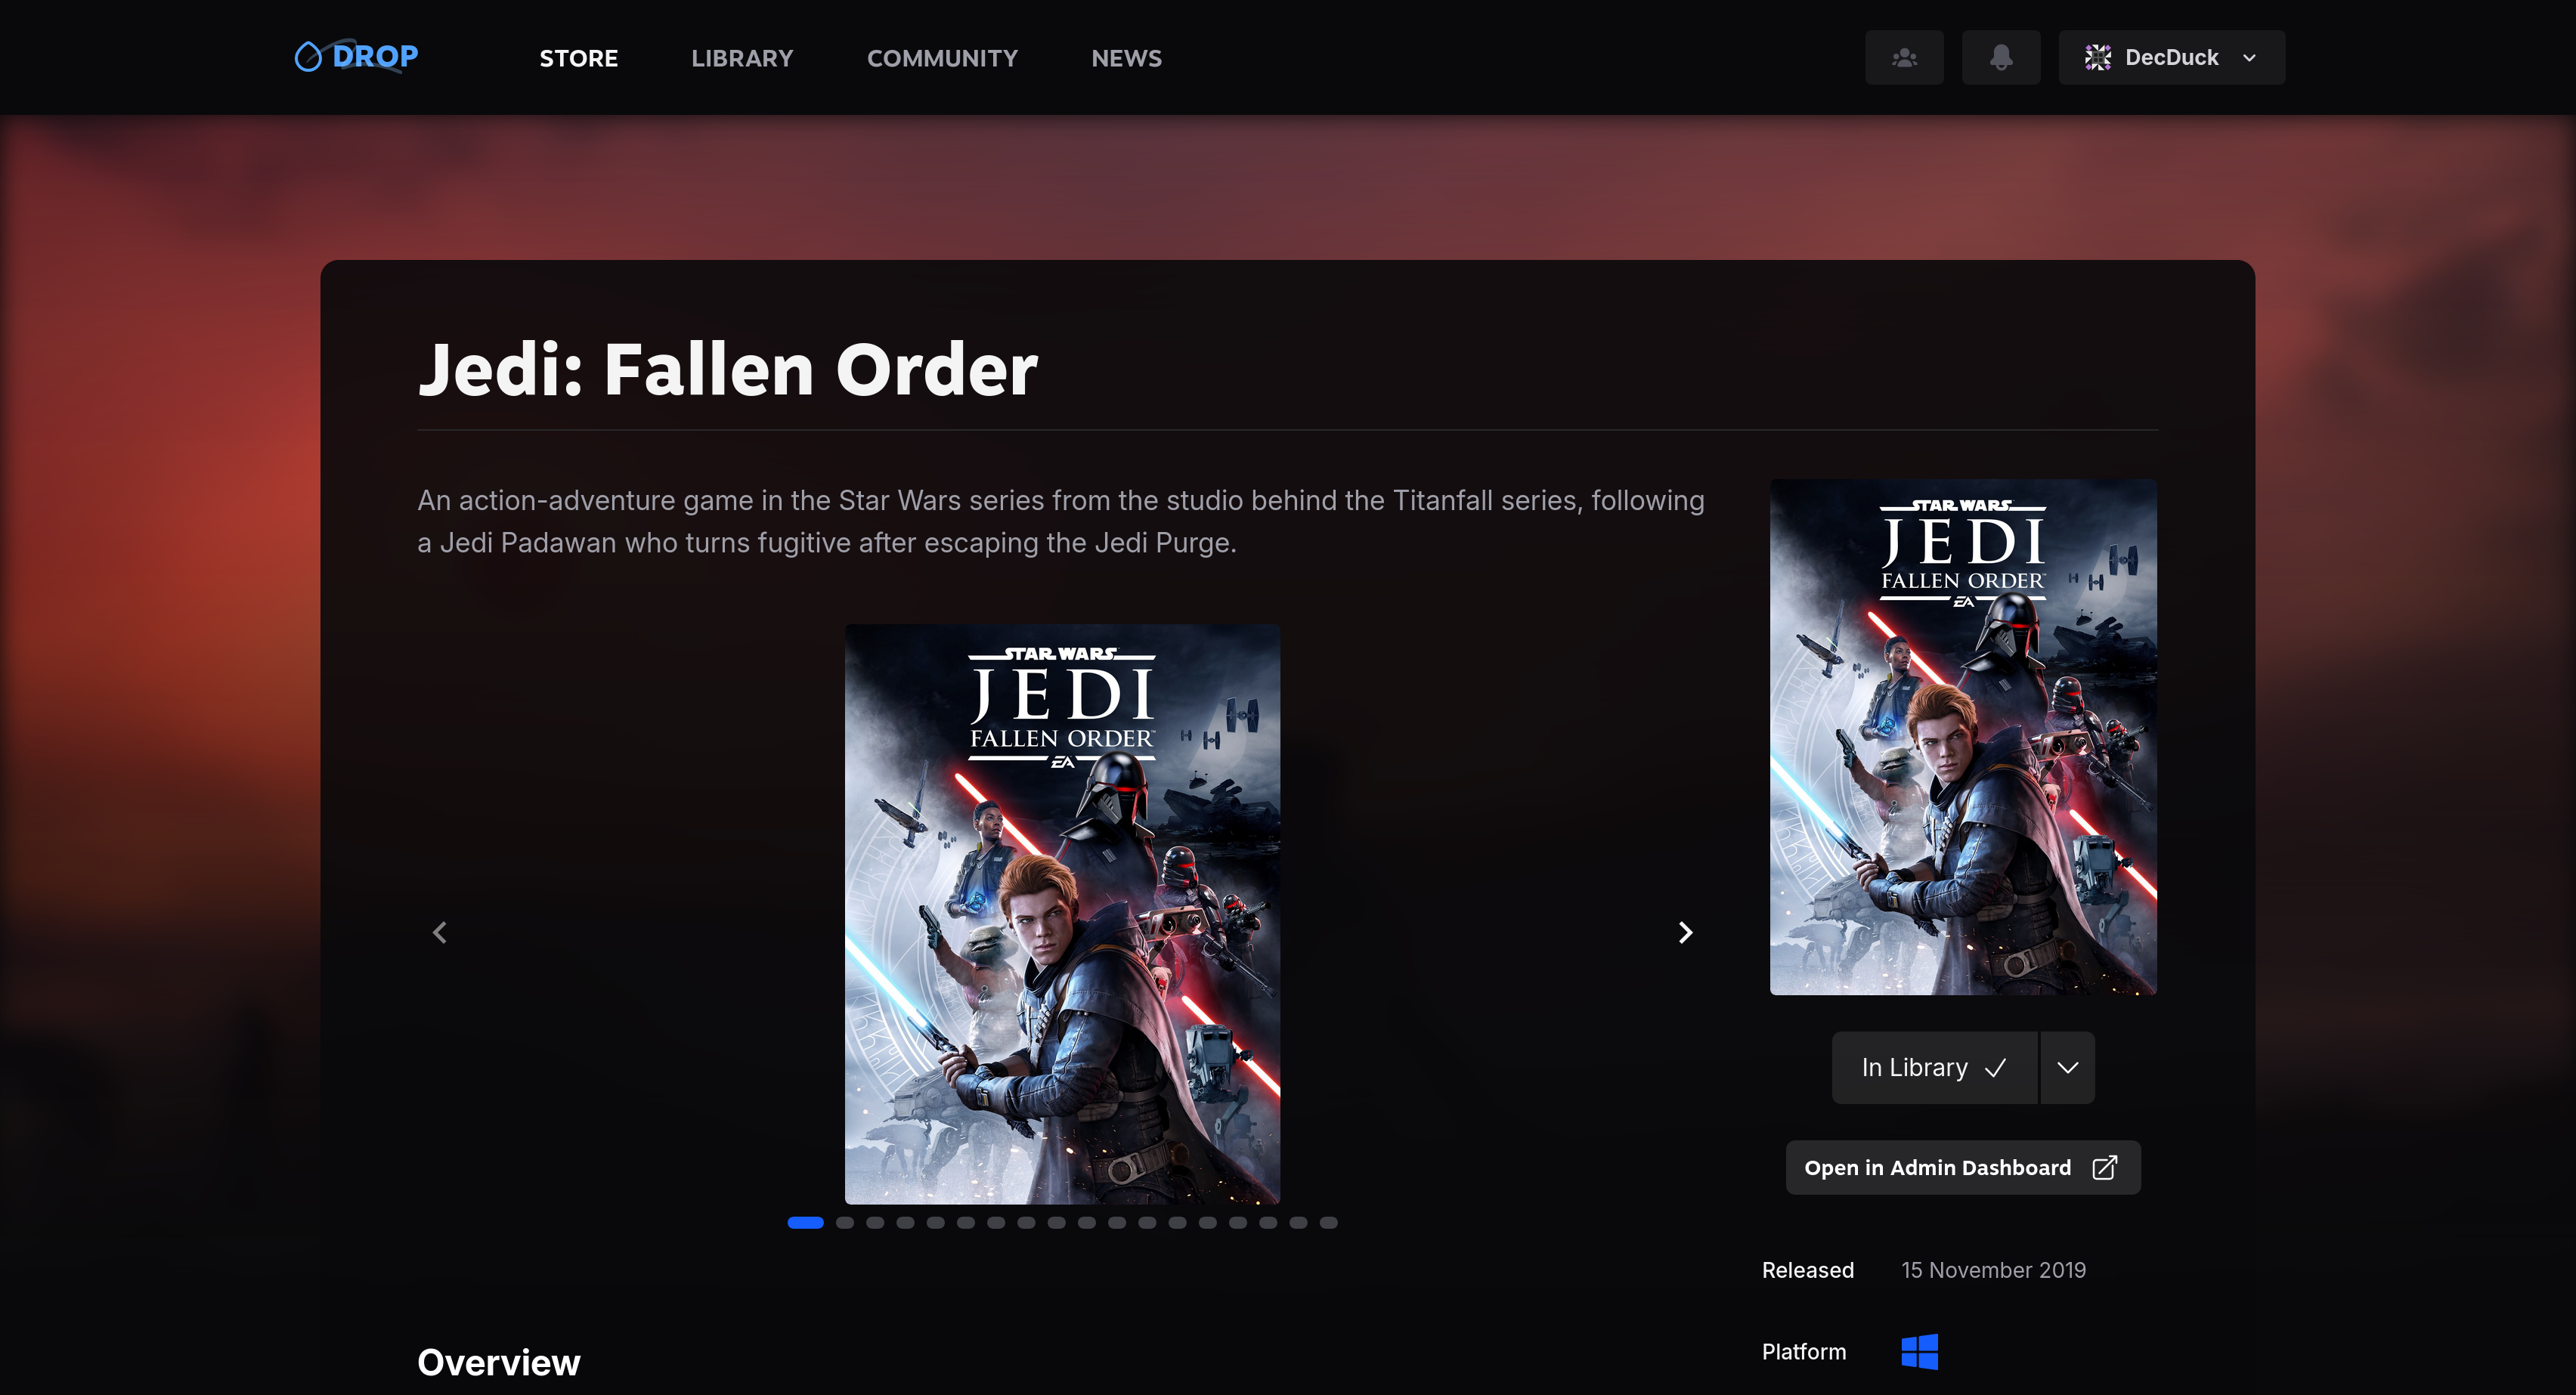 DROP
STORE
LIBRARY
COMMUNITY
NEWS
DecDuck
Jedi: Fallen Order
An action-adventure game in the Star Wars series from the studio behind the Titanfall series, following
a Jedi Padawan who turns fugitive after escaping the Jedi Purge.
STAR WARS
JEDI
FALLEN ORDER
EA
STAR WARS
JEDI
FALLEN ORDER
EA
In Library
Open in Admin Dashboard
Released
15 November 2019
Platform
Overview